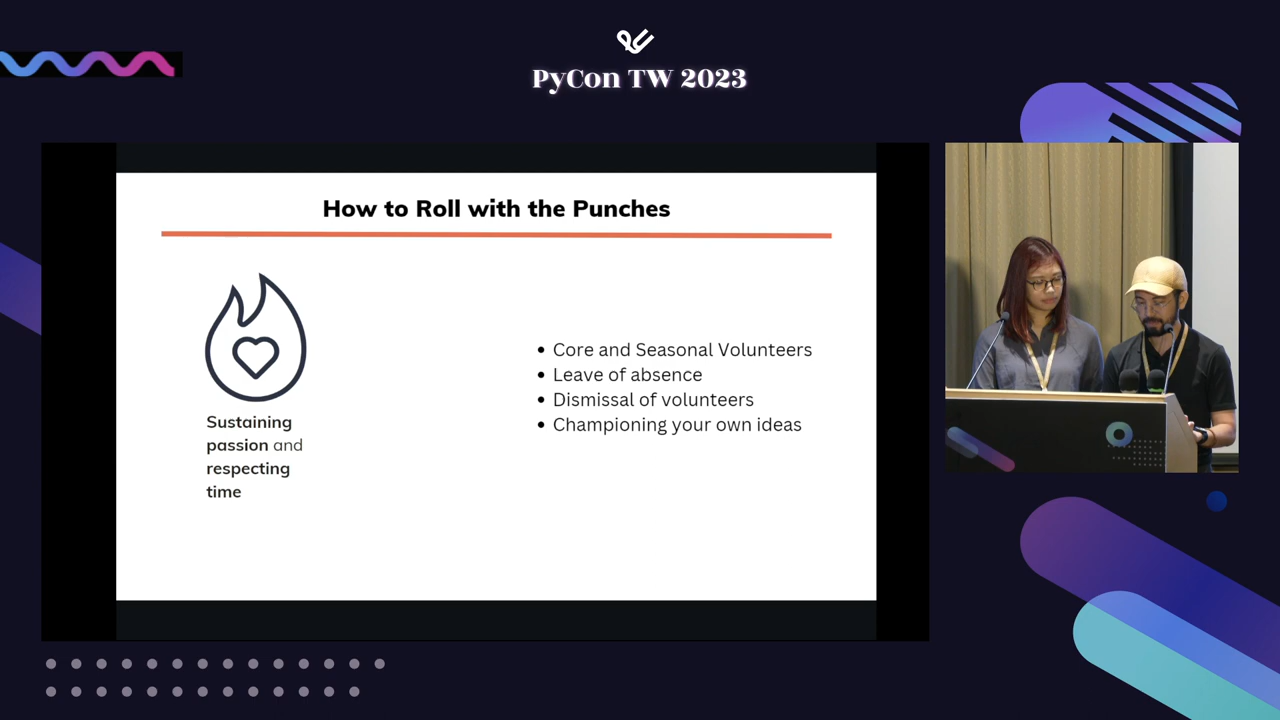 PyCon TW 2023
How to Roll with the Punches
Sustaining
passion and
respecting
time
• Core and Seasonal Volunteers
• Leave of absence
• Dismissal of volunteers
• Championing your own ideas